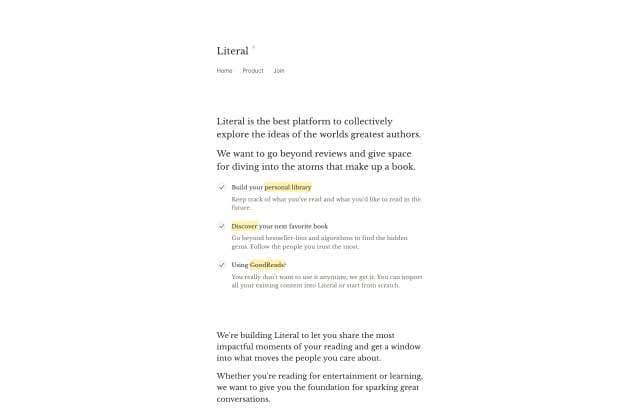 Literal
Home Product Join
Literal is the best platform to collectively
explore the ideas of the worlds greatest authors.
We want to go beyond reviews and give space
for diving into the atoms that make up a book.
Build your personal library
Keep track of what you've read and what you'd like to read in the
future.
Discover your next favorite book
Go beyond bestseller-lists and algorithms to find the hidden
gems. Follow the people you trust the most.
Using GoodReads?
You really don't want to use it anymore, we get it. You can import
all your existing content into Literal or start from scratch.
We're building Literal to let you share the most
impactful moments of your reading and get a window
into what moves the people you care about.
Whether you're reading for entertainment or learning,
we want to give you the foundation for sparking great
conversations.